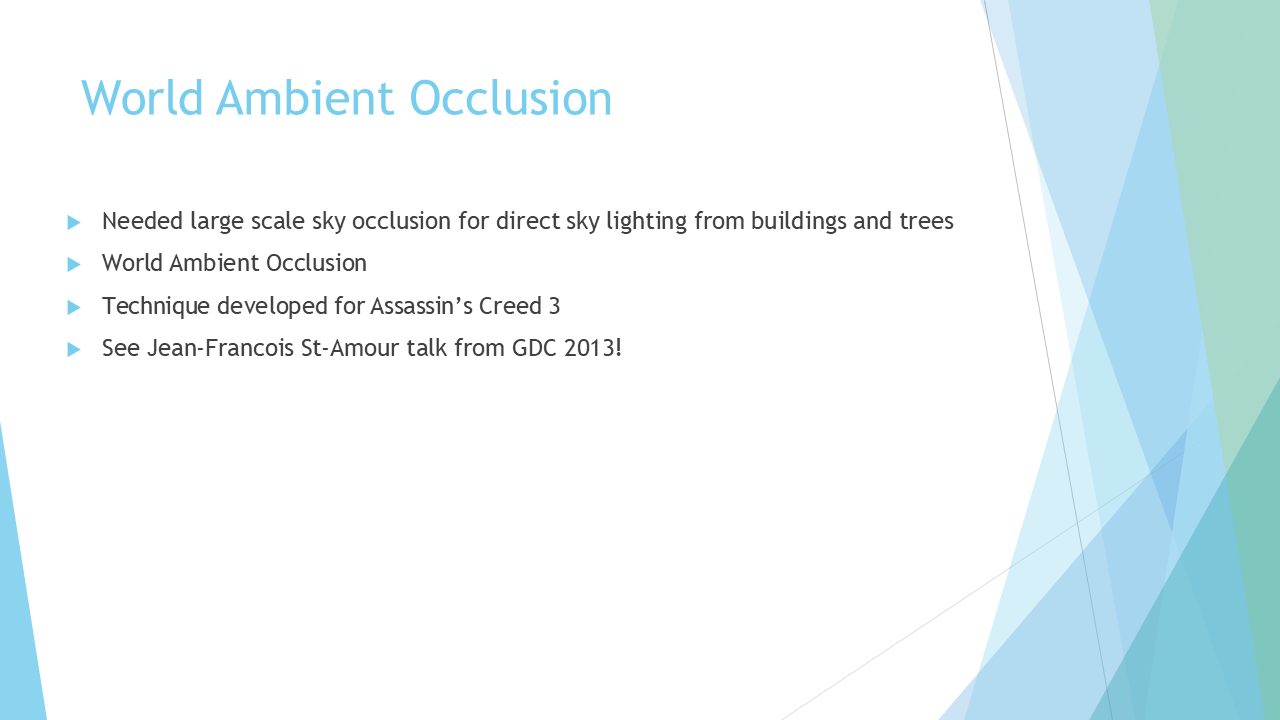 World Ambient Occlusion
Needed large scale sky occlusion for direct sky lighting from buildings and trees
World Ambient Occlusion
Technique developed for Assassin’s Creed 3
See Jean-Francois St-Amour talk from GDC 2013!